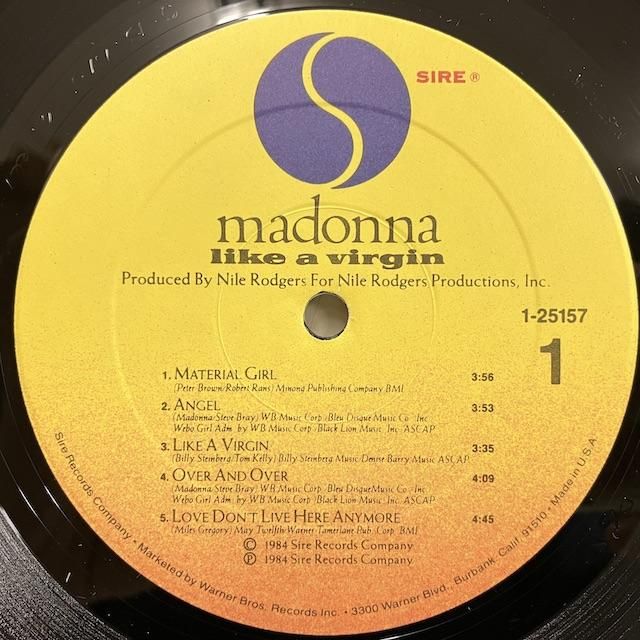 SIRE ®
madonna
like a virgin
Produced By Nile Rodgers For Nile Rodgers Productions, Inc.
1-25157
1
1. MATERIAL GIRL 3:56
(Peter Brown/Robert Rans) Minong Publishing Company BMI
2. ANGEL 3:53
(Madonna/Steve Bray) WB Music Corp./Bleu Disque Music Co. Inc.
Webo Girl Adm. by WB Music Corp./Black Lion Music Inc. ASCAP
3. LIKE A VIRGIN 3:35
(Billy Steinberg/Tom Kelly) Billy Steinberg Music/Denise Barry Music ASCAP
4. OVER AND OVER 4:09
(Madonna/Steve Bray) WB Music Corp./Bleu Disque Music Co. Inc.
Webo Girl Adm. by WB Music Corp./Black Lion Music Inc. ASCAP
5. LOVE DON'T LIVE HERE ANYMORE 4:45
(Miles Gregory) May Twelfth-Warner-Tamerlane Pub. Corp. BMI
© 1984 Sire Records Company
℗ 1984 Sire Records Company
Sire Records Company • Marketed by Warner Bros. Records Inc. • 3300 Warner Blvd., Burbank, Calif. 91510 • Made in U.S.A.